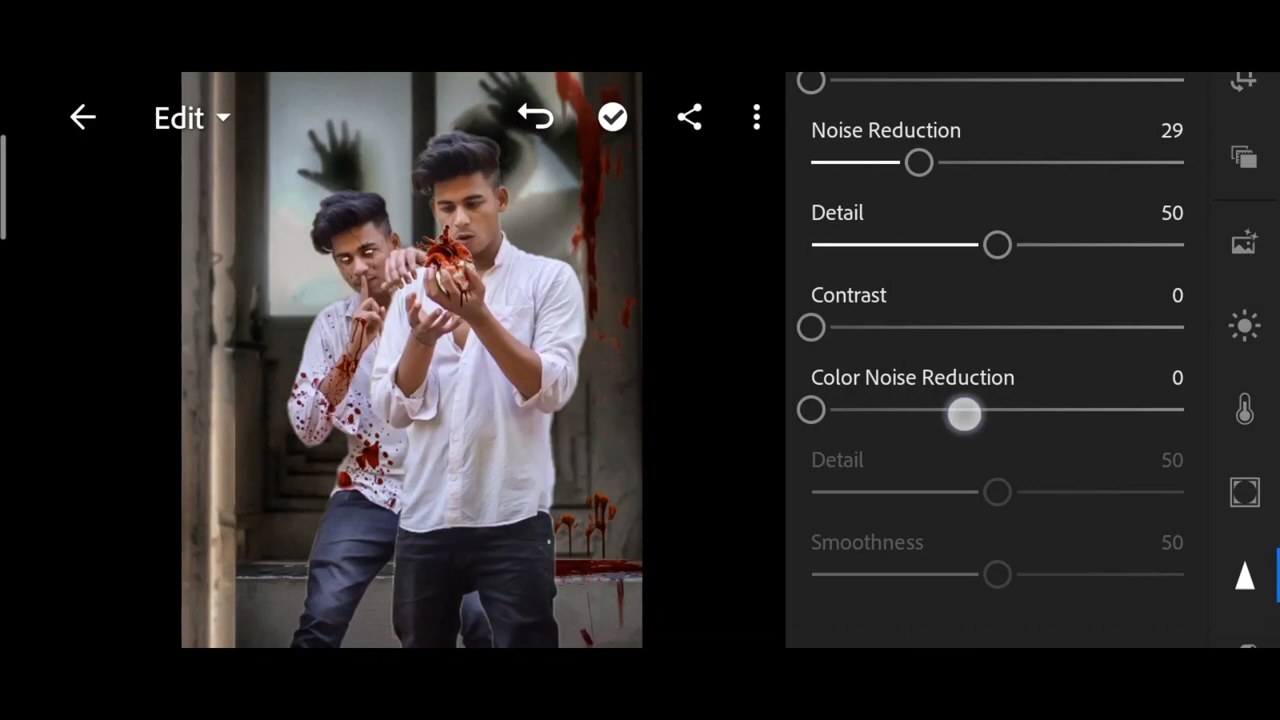 Edit
Noise Reduction 29
Detail 50
Contrast 0
Color Noise Reduction 0
Detail 50
Smoothness 50